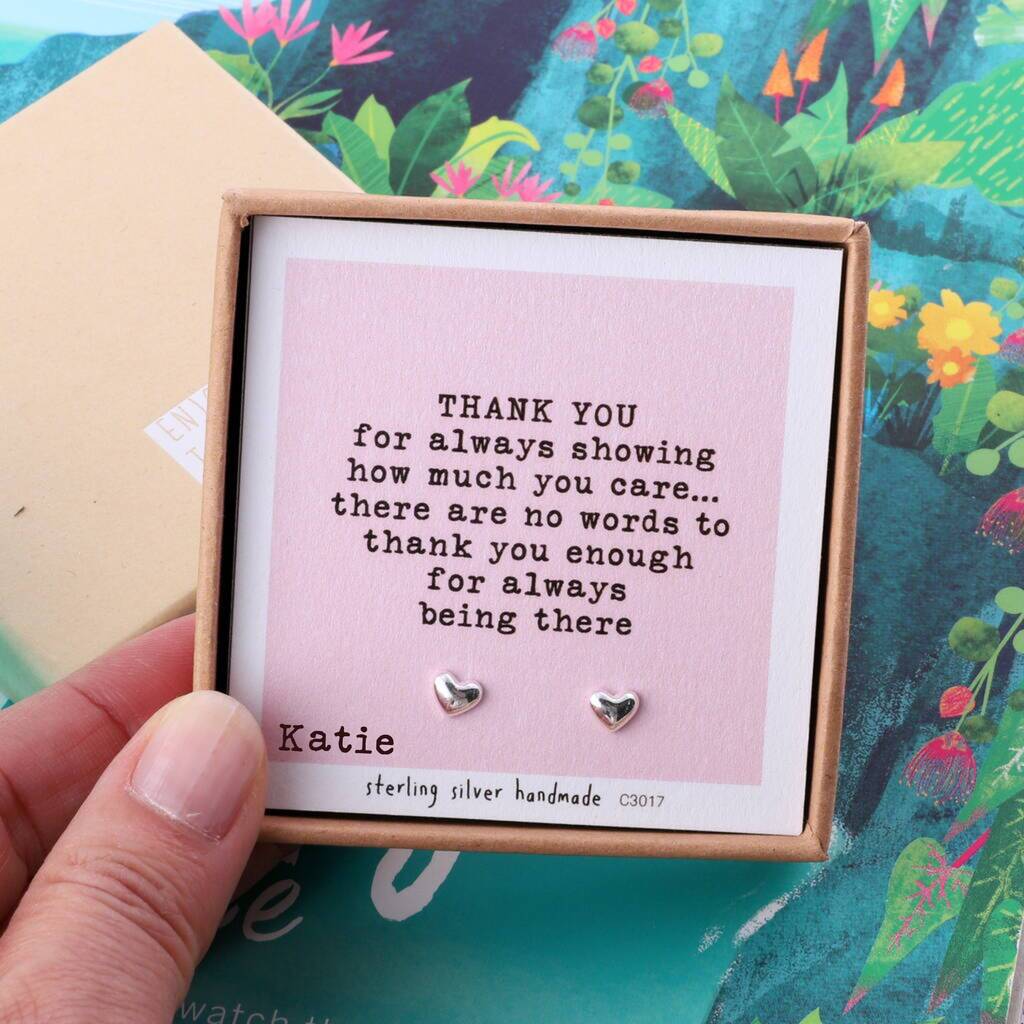 THANK YOU
for always showing
how much you care...
there are no words to
thank you enough
for always
being there
Katie
sterling silver handmade C3017
watch